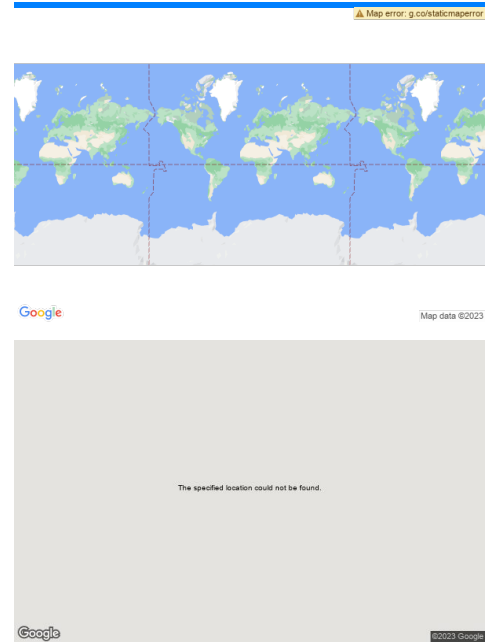 Map error: g.co/staticmaperror
Google
Map data ©2023
The specified location could not be found.
Google
©2023 Google